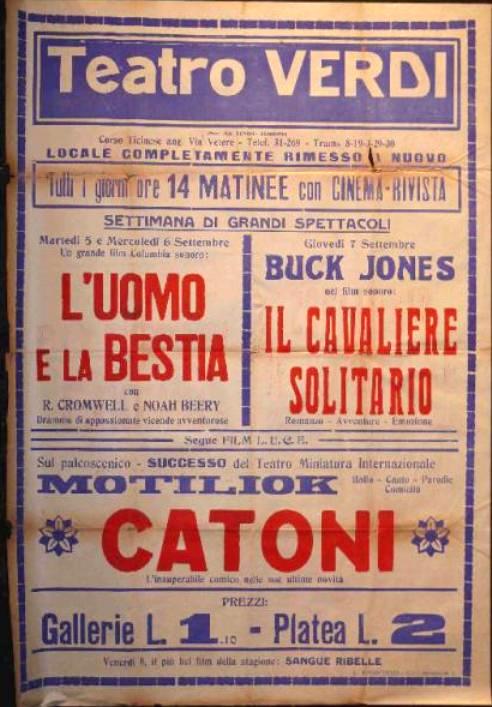 Teatro VERDI
Corso Ticinese ang. Via Vetere - Telef. 31-269 - Trams 8-19-3-29-30
LOCALE COMPLETAMENTE RIMESSO A NUOVO
Tutti i giorni ore 14 MATINEE con CINEMA-RIVISTA
SETTIMANA DI GRANDI SPETTACOLI
Martedì 5 e Mercoledì 6 Settembre
Un grande film Columbia sonoro:
L'UOMO
E LA BESTIA
con
R. CROMWELL e NOAH BEERY
Dramma di appassionate vicende avventurose
Giovedì 7 Settembre
BUCK JONES
nel film sonoro:
IL CAVALIERE
SOLITARIO
Romanzo - Avventure - Emozione
Segue FILM L.U.C.E.
Sul palcoscenico - SUCCESSO del Teatro Miniatura Internazionale
MOTILIOK Ballo - Canto - Parodie
Comicità
CATONI
L'insuperabile comico nelle sue ultime novità
PREZZI:
Gallerie L. 1.10 - Platea L. 2
Venerdì 8, il più bel film della stagione: SANGUE RIBELLE